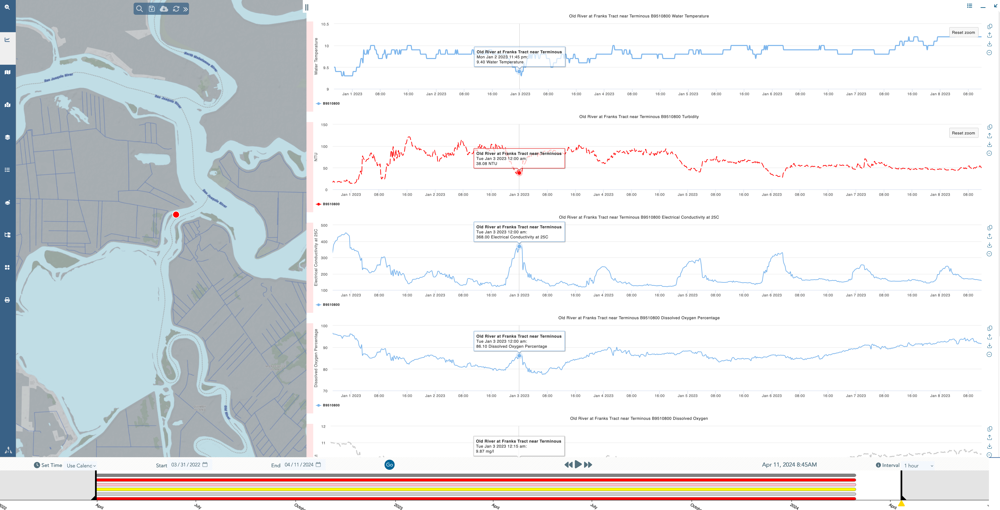 North Mokelumne River
San Joaquin River
San Joaquin River
San Joaquin River
MANDEVILLE
ISLAND
QUIMBY
ISLAND
Old River
Old River at Franks Tract near Terminous B9510800 Water Temperature
Reset zoom
Water Temperature
10.5
10
9.5
9
Old River at Franks Tract near Terminous
Mon Jan 2 2023 11:45 pm:
9.40 Water Temperature
Jan 1 2023 08:00 16:00 Jan 2 2023 08:00 16:00 Jan 3 2023 08:00 16:00 Jan 4 2023 08:00 16:00 Jan 5 2023 08:00 16:00 Jan 6 2023 08:00 16:00 Jan 7 2023 08:00 16:00 Jan 8 2023 08:00
B9510800
Old River at Franks Tract near Terminous B9510800 Turbidity
Reset zoom
NTU
150
100
50
0
Old River at Franks Tract near Terminous
Tue Jan 3 2023 12:00 am:
38.08 NTU
Jan 1 2023 08:00 16:00 Jan 2 2023 08:00 16:00 Jan 3 2023 08:00 16:00 Jan 4 2023 08:00 16:00 Jan 5 2023 08:00 16:00 Jan 6 2023 08:00 16:00 Jan 7 2023 08:00 16:00 Jan 8 2023 08:00
B9510800
Old River at Franks Tract near Terminous B9510800 Electrical Conductivity at 25C
Electrical Conductivity at 25C
500
400
300
200
100
Old River at Franks Tract near Terminous
Tue Jan 3 2023 12:00 am:
368.00 Electrical Conductivity at 25C
Jan 1 2023 08:00 16:00 Jan 2 2023 08:00 16:00 Jan 3 2023 08:00 16:00 Jan 4 2023 08:00 16:00 Jan 5 2023 08:00 16:00 Jan 6 2023 08:00 16:00 Jan 7 2023 08:00 16:00 Jan 8 2023 08:00
B9510800
Old River at Franks Tract near Terminous B9510800 Dissolved Oxygen Percentage
Dissolved Oxygen Percentage
100
90
80
70
Old River at Franks Tract near Terminous
Tue Jan 3 2023 12:00 am:
86.10 Dissolved Oxygen Percentage
Jan 1 2023 08:00 16:00 Jan 2 2023 08:00 16:00 Jan 3 2023 08:00 16:00 Jan 4 2023 08:00 16:00 Jan 5 2023 08:00 16:00 Jan 6 2023 08:00 16:00 Jan 7 2023 08:00 16:00 Jan 8 2023 08:00
B9510800
Old River at Franks Tract near Terminous B9510800 Dissolved Oxygen
12
11
Old River at Franks Tract near Terminous
Tue Jan 3 2023 12:15 am:
9.87 mg/l
Set Time Use Calenc Start 03/31/2022 End 04/11/2024 Go Apr 11, 2024 8:45AM Interval 1 hour
2022 April July Octob 2023 April July Octob 2024 April